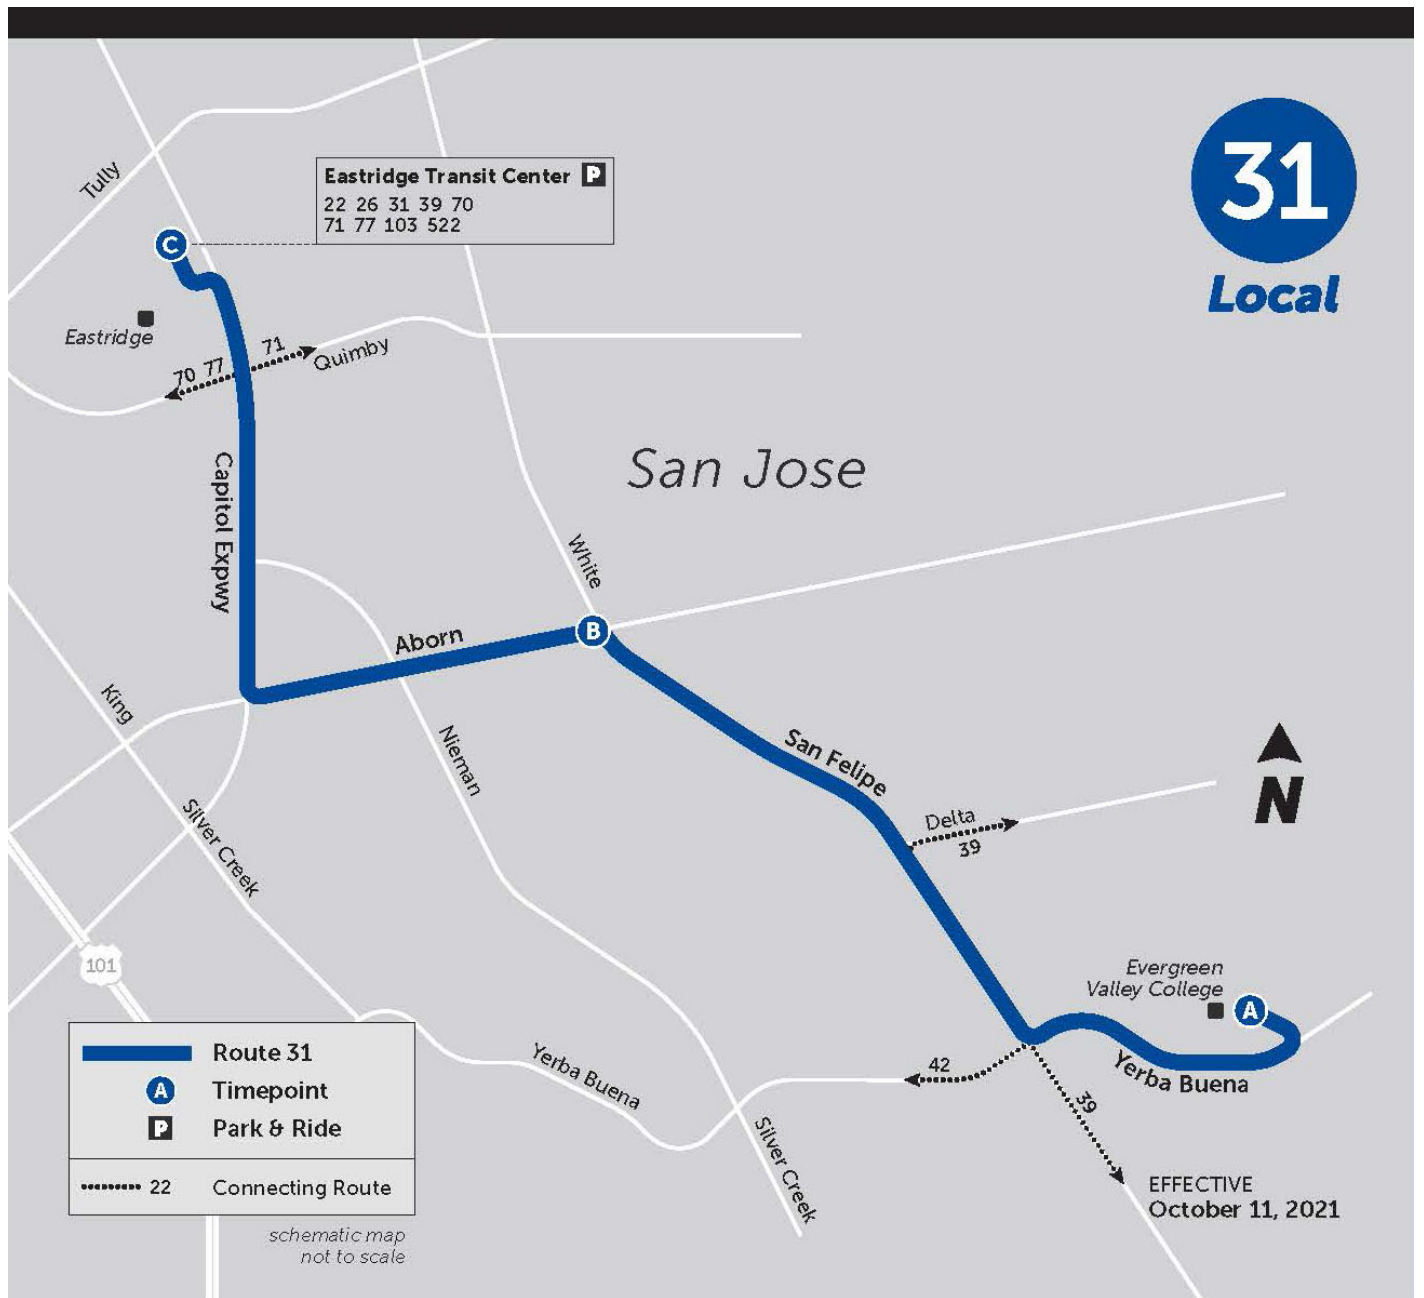 31
Local
Tully
Eastridge Transit Center P
22 26 31 39 70
71 77 103 522
C
Eastridge
70 77
71
Quimby
San Jose
Capitol Expwy
White
Aborn
B
King
Nieman
San Felipe
Silver Creek
Delta
39
N
101
Evergreen
Valley College
A
Yerba Buena
42
Yerba Buena
39
Silver Creek
Route 31
A Timepoint
P Park & Ride
22 Connecting Route
schematic map
not to scale
EFFECTIVE
October 11, 2021